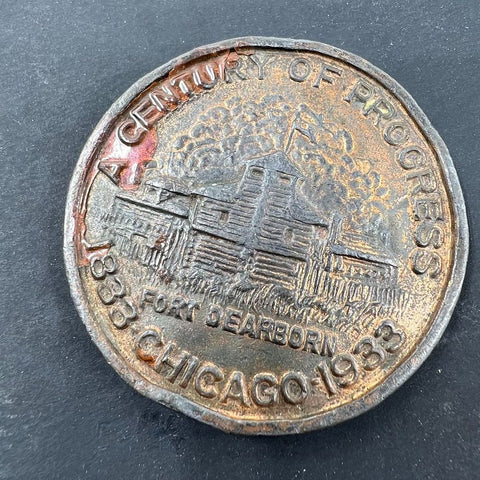 A CENTURY OF PROGRESS
FORT DEARBORN
1833 CHICAGO 1933